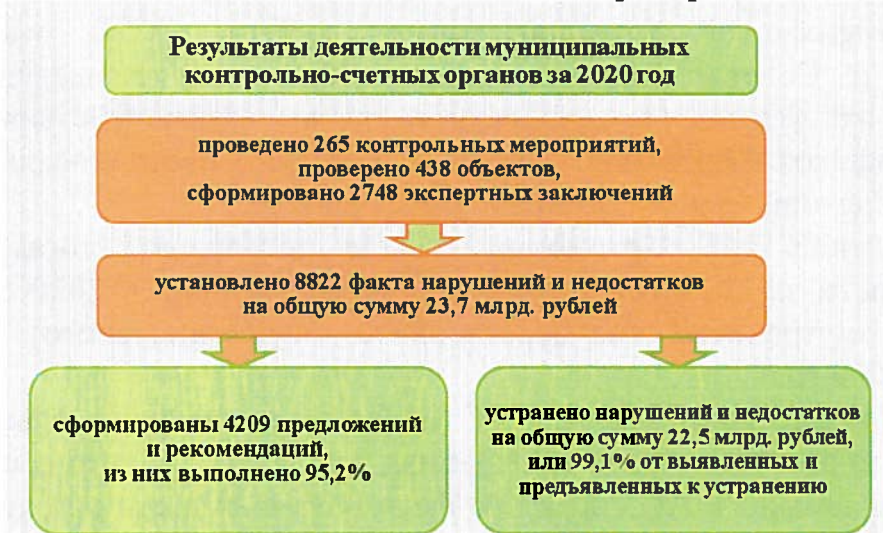 Результаты деятельности муниципальных
контрольно-счетных органов за 2020 год
проведено 265 контрольных мероприятий,
проверено 438 объектов,
сформировано 2748 экспертных заключений
установлено 8822 факта нарушений и недостатков
на общую сумму 23,7 млрд. рублей
сформированы 4209 предложений
и рекомендаций,
из них выполнено 95,2%
устранено нарушений и недостатков
на общую сумму 22,5 млрд. рублей,
или 99,1% от выявленных и
предъявленных к устранению